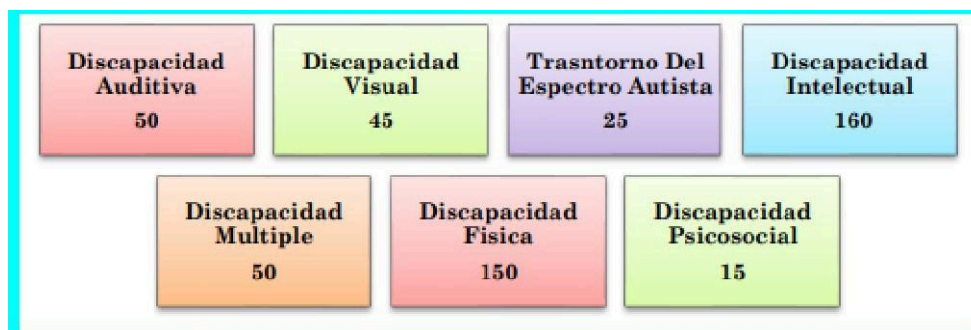 Discapacidad
Auditiva
50
Discapacidad
Visual
45
Trasntorno Del
Espectro Autista
25
Discapacidad
Intelectual
160
Discapacidad
Multiple
50
Discapacidad
Fisica
150
Discapacidad
Psicosocial
15